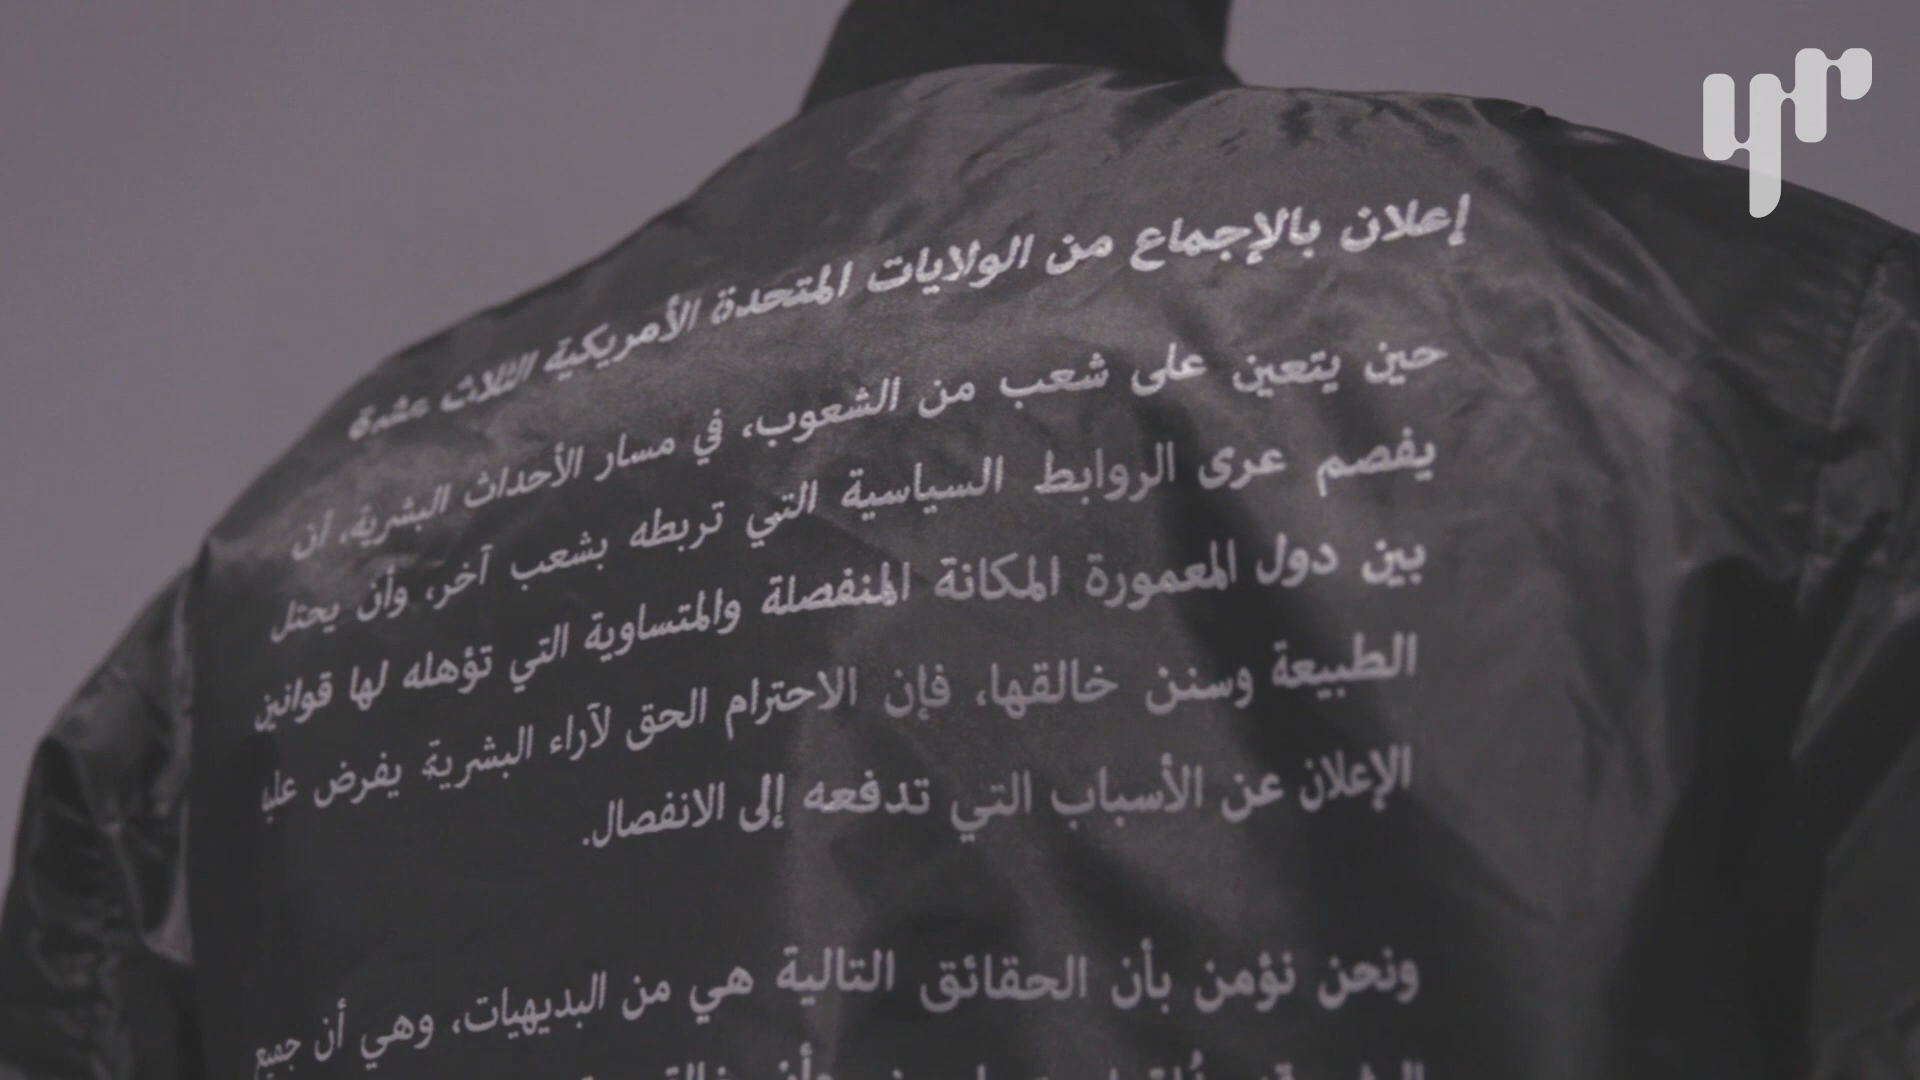 yr
إعلان بالإجماع من الولايات المتحدة الأمريكية الثلاث عشرة
حين يتعين على شعب من الشعوب، في مسار الأحداث البشرية، أن
يفصم عرى الروابط السياسية التي تربطه بشعب آخر، وأن يحتل
بين دول المعمورة المكانة المنفصلة والمتساوية التي تؤهله لها قوانين
الطبيعة وسنن خالقها، فإن الاحترام الحق لآراء البشرية يفرض عليه
الإعلان عن الأسباب التي تدفعه إلى الانفصال.
ونحن نؤمن بأن الحقائق التالية هي من البديهيات، وهي أن جميع